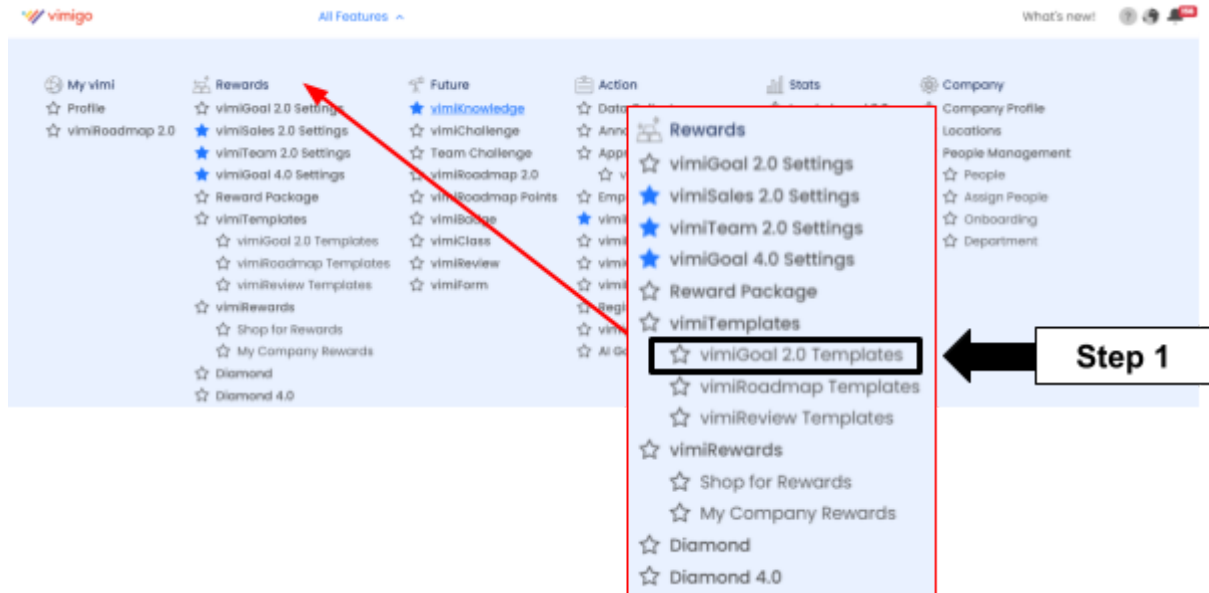 vimigo
All Features
What's new!
My vimi
Profile
vimiRoadmap 2.0
Rewards
vimiGoal 2.0 Settings
vimiSales 2.0 Settings
vimiTeam 2.0 Settings
vimiGoal 4.0 Settings
Reward Package
vimiTemplates
vimiGoal 2.0 Templates
vimiRoadmap Templates
vimiReview Templates
vimiRewards
Shop for Rewards
My Company Rewards
Diamond
Diamond 4.0
Future
vimiKnowledge
vimiChallenge
Team Challenge
vimiRoadmap 2.0
vimiRoadmap Points
vimiBadge
vimiClass
vimiReview
vimiForm
Action
Data
Stats
Company
Company Profile
Locations
People Management
People
Assign People
Onboarding
Department
Rewards
vimiGoal 2.0 Settings
vimiSales 2.0 Settings
vimiTeam 2.0 Settings
vimiGoal 4.0 Settings
Reward Package
vimiTemplates
vimiGoal 2.0 Templates
vimiRoadmap Templates
vimiReview Templates
vimiRewards
Shop for Rewards
My Company Rewards
Diamond
Diamond 4.0
Step 1